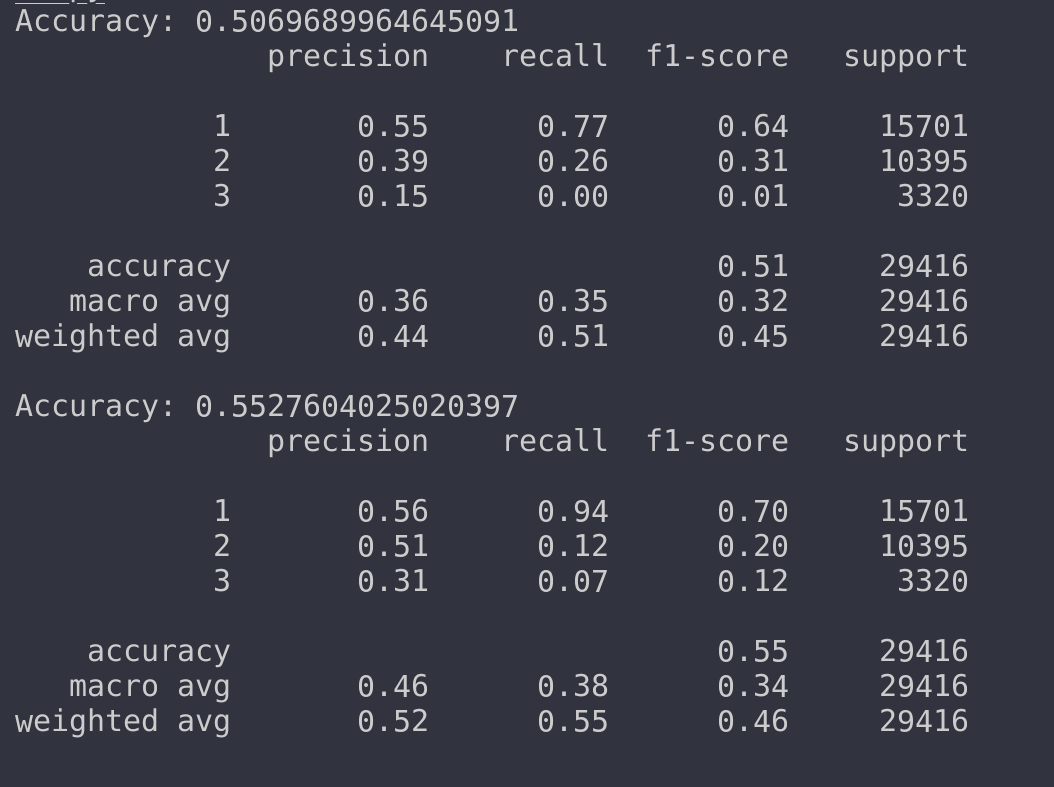 Accuracy: 0.5069689964645091
precision recall f1-score support
1 0.55 0.77 0.64 15701
2 0.39 0.26 0.31 10395
3 0.15 0.00 0.01 3320
accuracy 0.51 29416
macro avg 0.36 0.35 0.32 29416
weighted avg 0.44 0.51 0.45 29416
Accuracy: 0.5527604025020397
precision recall f1-score support
1 0.56 0.94 0.70 15701
2 0.51 0.12 0.20 10395
3 0.31 0.07 0.12 3320
accuracy 0.55 29416
macro avg 0.46 0.38 0.34 29416
weighted avg 0.52 0.55 0.46 29416